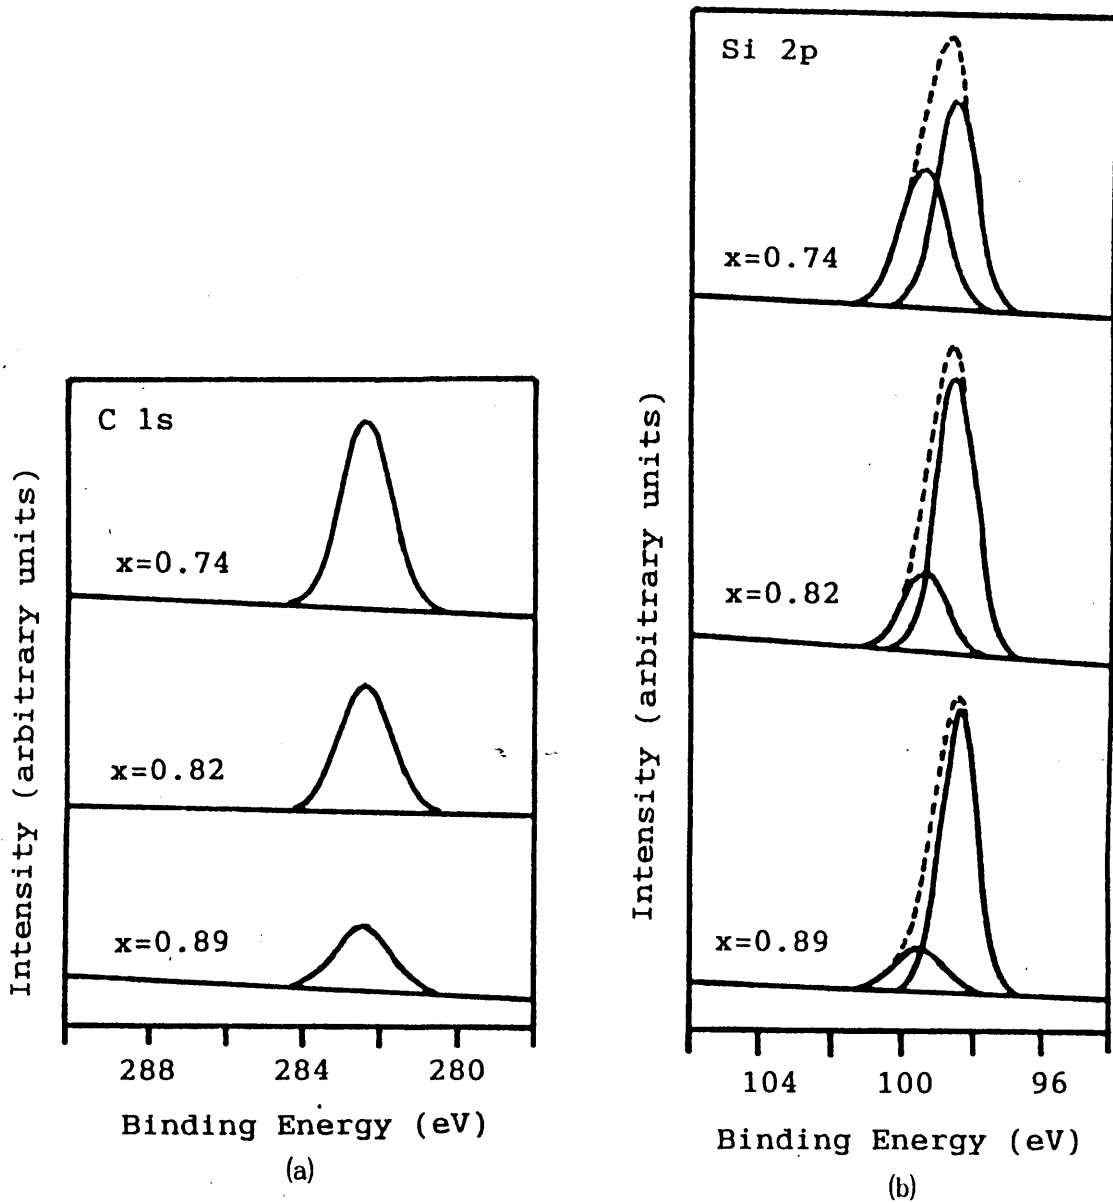 C 1s
x=0.74
x=0.82
x=0.89
Intensity (arbitrary units)
288 284 280
Binding Energy (eV)
(a)
Si 2p
x=0.74
x=0.82
x=0.89
Intensity (arbitrary units)
104 100 96
Binding Energy (eV)
(b)